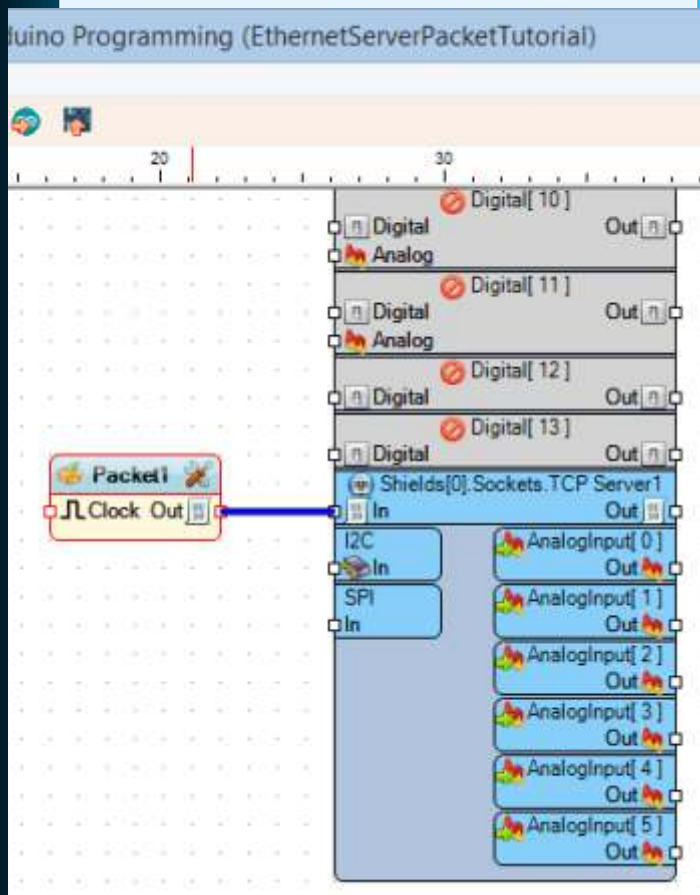 duino Programming (EthernetServerPacketTutorial)
20 30
Digital[ 10 ]
Digital Out
Analog
Digital[ 11 ]
Digital Out
Analog
Digital[ 12 ]
Digital Out
Digital[ 13 ]
Digital Out
Packet1
Clock Out
Shields[0].Sockets.TCP Server1
In Out
I2C
In
SPI
In
AnalogInput[ 0 ]
Out
AnalogInput[ 1 ]
Out
AnalogInput[ 2 ]
Out
AnalogInput[ 3 ]
Out
AnalogInput[ 4 ]
Out
AnalogInput[ 5 ]
Out